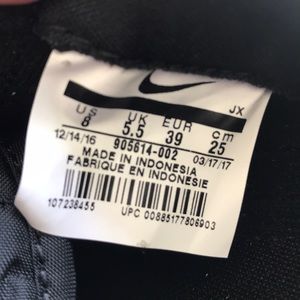 JX
US UK EUR cm
8 5.5 39 25
12/14/16 905614-002 03/17/17
MADE IN INDONESIA
FABRIQUE EN INDONESIE
107238455
UPC 00885177806903